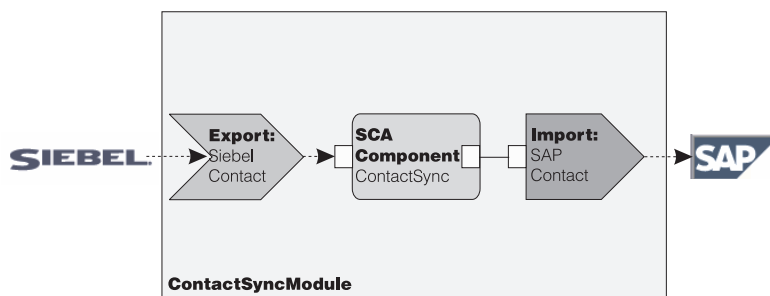 SIEBEL.
Export:
Siebel
Contact
SCA
Component
ContactSync
Import:
SAP
Contact
SAP
ContactSyncModule